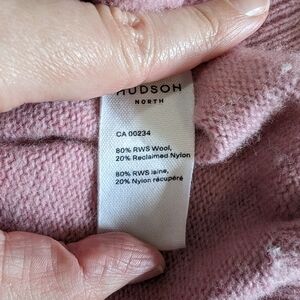 HUDSON
NORTH
CA 00234
80% RWS Wool,
20% Reclaimed Nylon
80% RWS laine,
20% Nylon récupéré